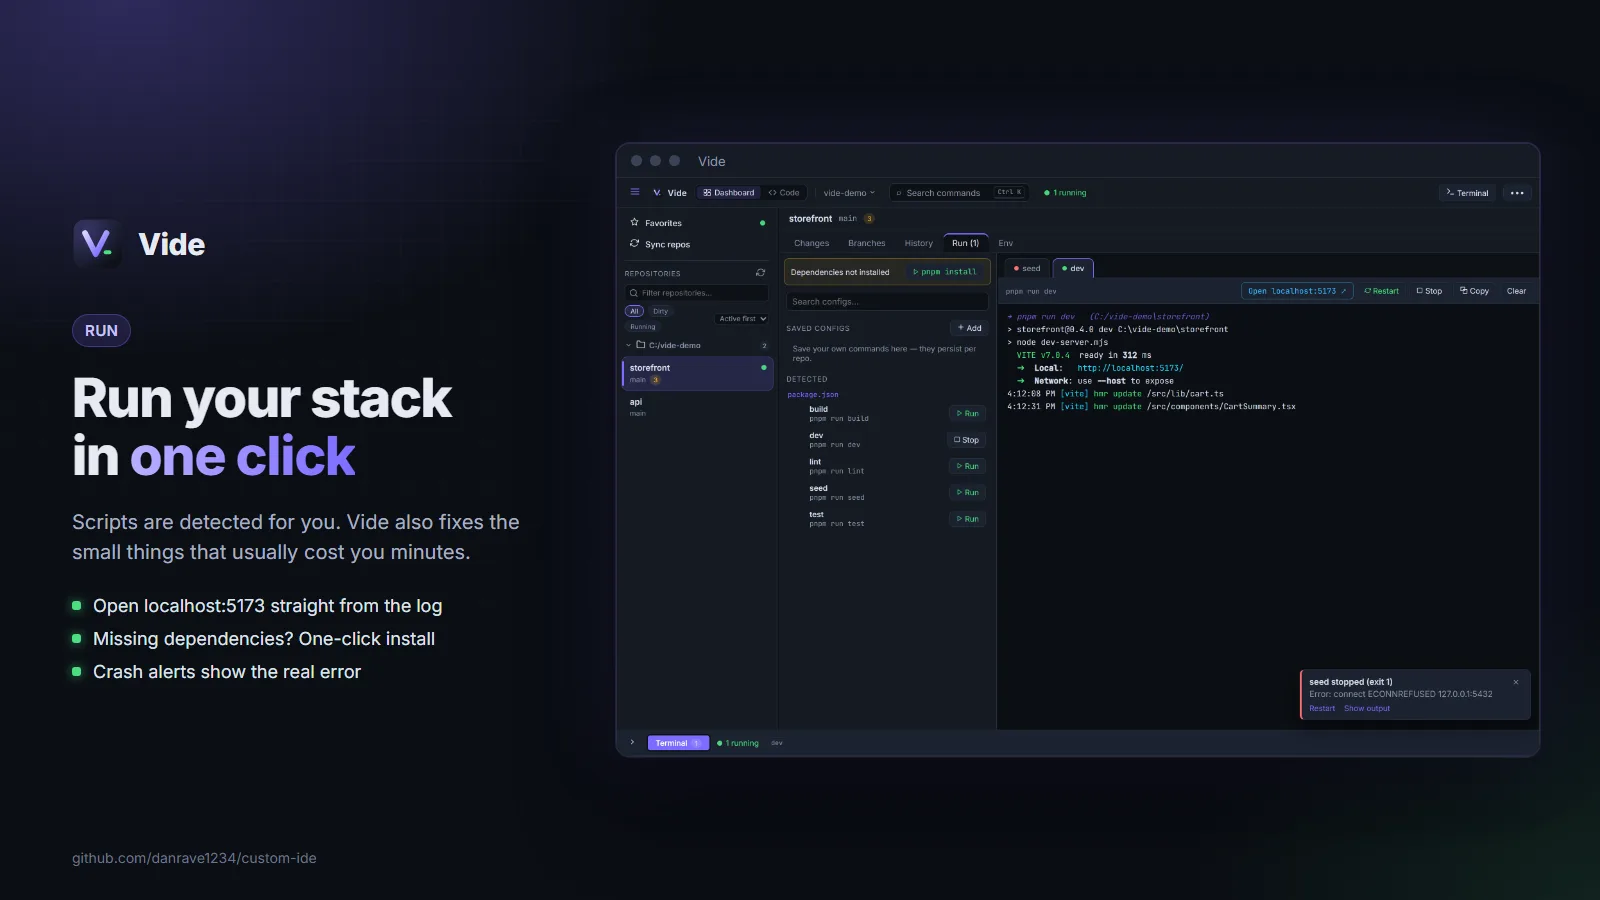 Vide
RUN
Run your stack
in one click
Scripts are detected for you. Vide also fixes the
small things that usually cost you minutes.
Open localhost:5173 straight from the log
Missing dependencies? One-click install
Crash alerts show the real error
github.com/danrave1234/custom-ide
Vide
Vide Dashboard <> Code vide-demo Search commands Ctrl K 1 running Terminal
Favorites
Sync repos
REPOSITORIES
Filter repositories...
All Dirty
Running
Active first
C:/vide-demo 2
storefront
main 3
api
main
storefront main 3
Changes Branches History Run (1) Env
Dependencies not installed pnpm install
Search configs...
SAVED CONFIGS + Add
Save your own commands here — they persist per
repo.
DETECTED
package.json
build
pnpm run build
Run
dev
pnpm run dev
Stop
lint
pnpm run lint
Run
seed
pnpm run seed
Run
test
pnpm run test
Run
seed dev
pnpm run dev Open localhost:5173 ↗ Restart Stop Copy Clear
+ pnpm run dev (C:/vide-demo\storefront)
> storefront@0.4.0 dev C:\vide-demo\storefront
> node dev-server.mjs
VITE v7.0.4 ready in 312 ms
➜ Local: http://localhost:5173/
➜ Network: use --host to expose
4:12:08 PM [vite] hmr update /src/lib/cart.ts
4:12:31 PM [vite] hmr update /src/components/CartSummary.tsx
seed stopped (exit 1) ×
Error: connect ECONNREFUSED 127.0.0.1:5432
Restart Show output
Terminal 1 1 running dev